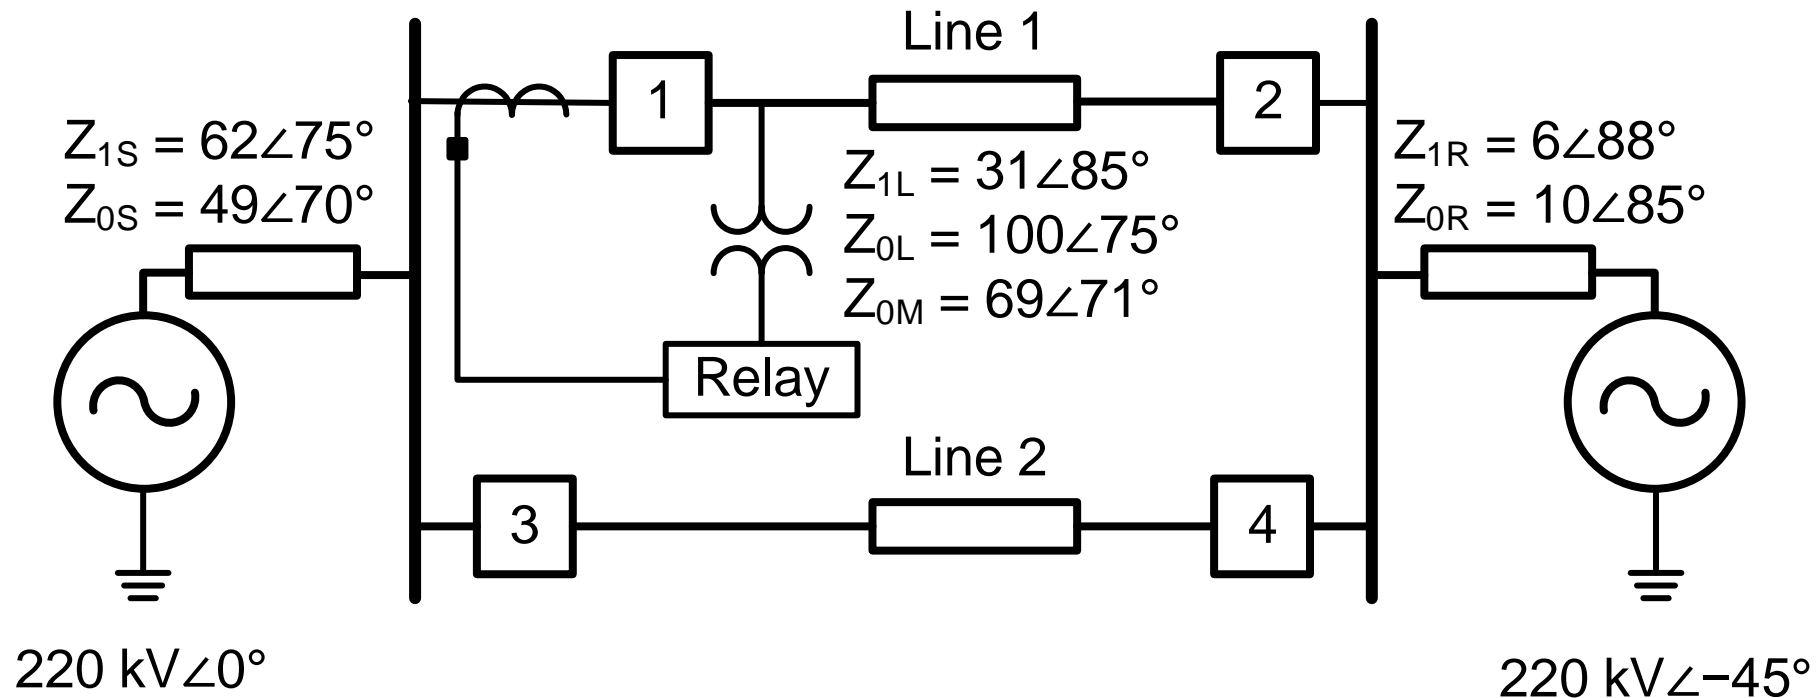 Line 1
1
2
Z1S = 62∠75°
Z0S = 49∠70°
Z1L = 31∠85°
Z0L = 100∠75°
Z0M = 69∠71°
Z1R = 6∠88°
Z0R = 10∠85°
Relay
Line 2
3
4
220 kV∠0°
220 kV∠−45°